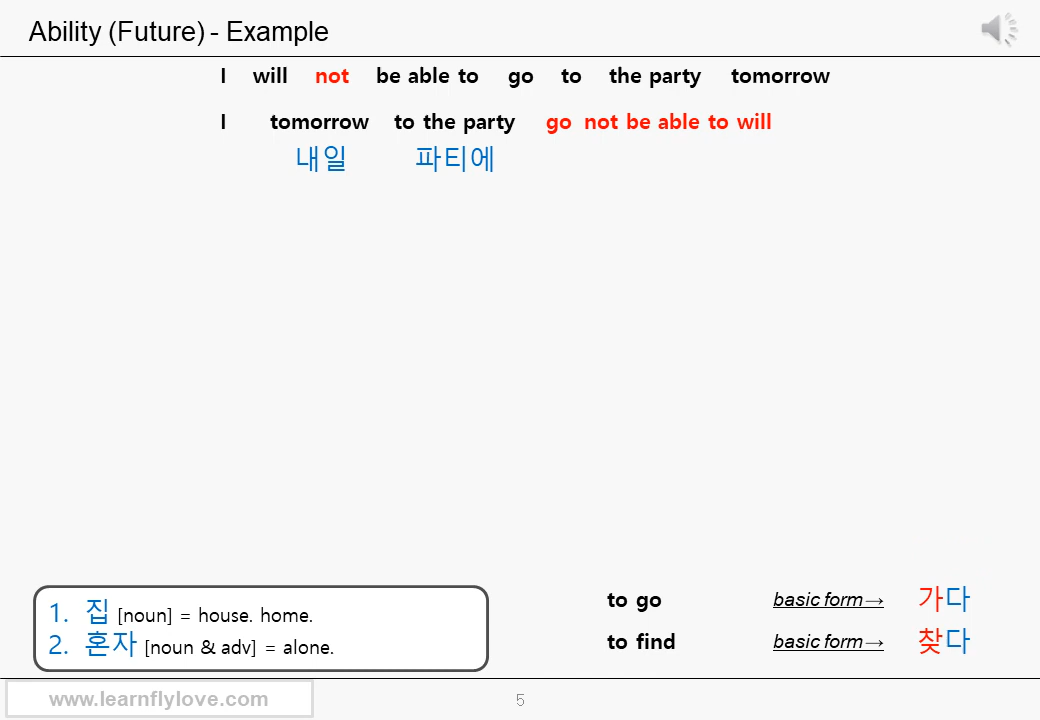 Ability (Future) - Example
I will not be able to go to the party tomorrow
I tomorrow to the party go not be able to will
내일 파티에
1. 집 [noun] = house. home.
2. 혼자 [noun & adv] = alone.
to go basic form→ 가다
to find basic form→ 찾다
www.learnflylove.com
5